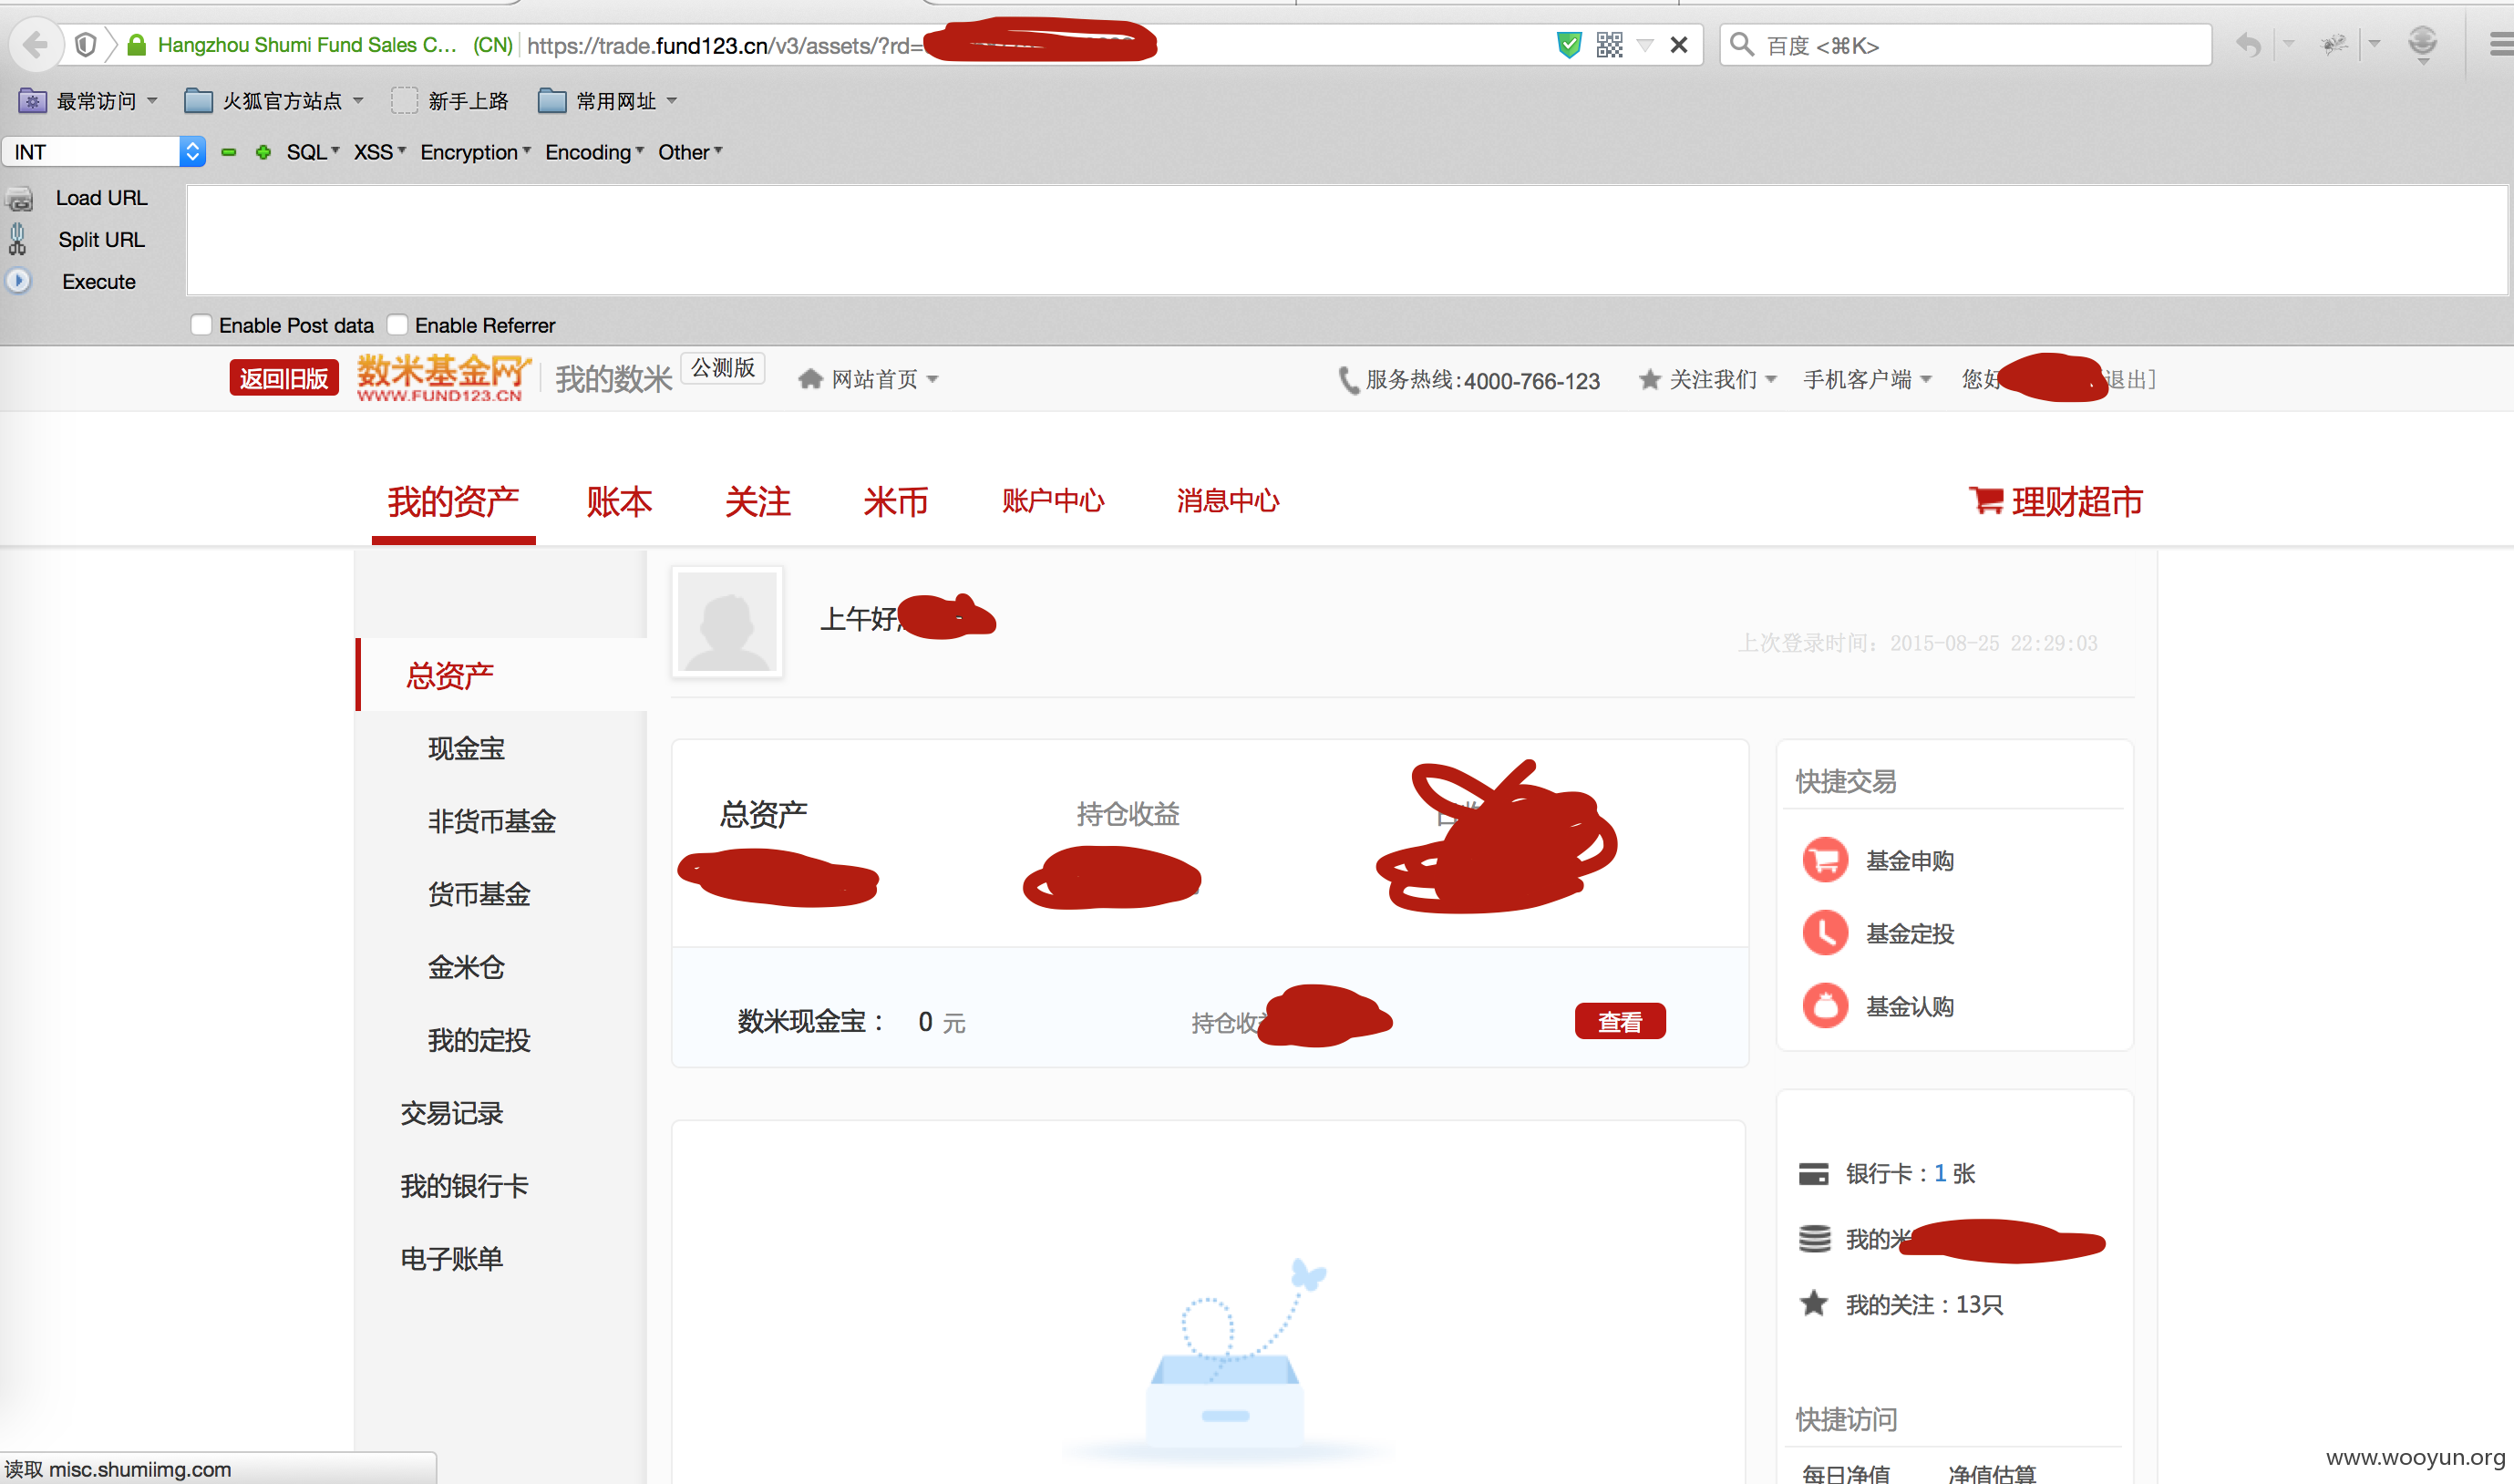 Hangzhou Shumi Fund Sales C... (CN) https://trade.fund123.cn/v3/assets/?rd= 百度 <⌘K>
最常访问 火狐官方站点 新手上路 常用网址
INT SQL XSS Encryption Encoding Other
Load URL
Split URL
Execute
Enable Post data Enable Referrer
返回旧版 数米基金网 WWW.FUND123.CN 我的数米 公测版 网站首页 服务热线:4000-766-123 关注我们 手机客户端 您好 退出]
我的资产 账本 关注 米币 账户中心 消息中心 理财超市
上午好
上次登录时间：2015-08-25 22:29:03
总资产
现金宝
非货币基金
货币基金
金米仓
我的定投
交易记录
我的银行卡
电子账单
总资产 持仓收益
数米现金宝： 0 元 持仓收 查看
快捷交易
基金申购
基金定投
基金认购
银行卡：1 张
我的米
我的关注：13只
快捷访问
每日净值 净值估算
读取 misc.shumiimg.com
www.wooyun.org